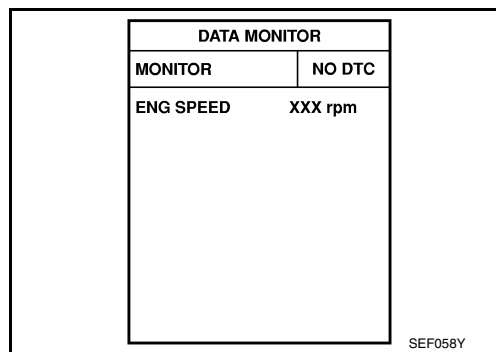 DATA MONITOR
MONITOR NO DTC
ENG SPEED XXX rpm
SEF058Y